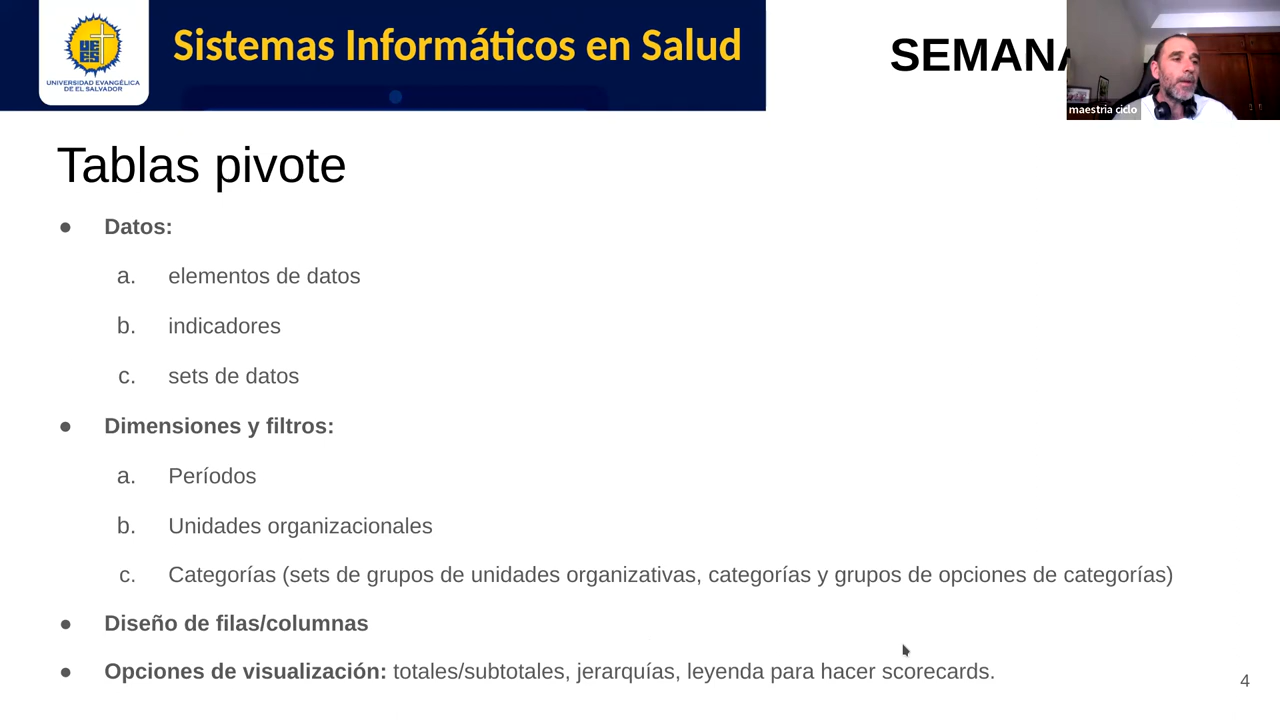 Sistemas Informáticos en Salud
SEMANA
UNIVERSIDAD EVANGÉLICA
DE EL SALVADOR
maestria ciclo
Tablas pivote
● Datos:
a. elementos de datos
b. indicadores
c. sets de datos
● Dimensiones y filtros:
a. Períodos
b. Unidades organizacionales
c. Categorías (sets de grupos de unidades organizativas, categorías y grupos de opciones de categorías)
● Diseño de filas/columnas
● Opciones de visualización: totales/subtotales, jerarquías, leyenda para hacer scorecards.
4